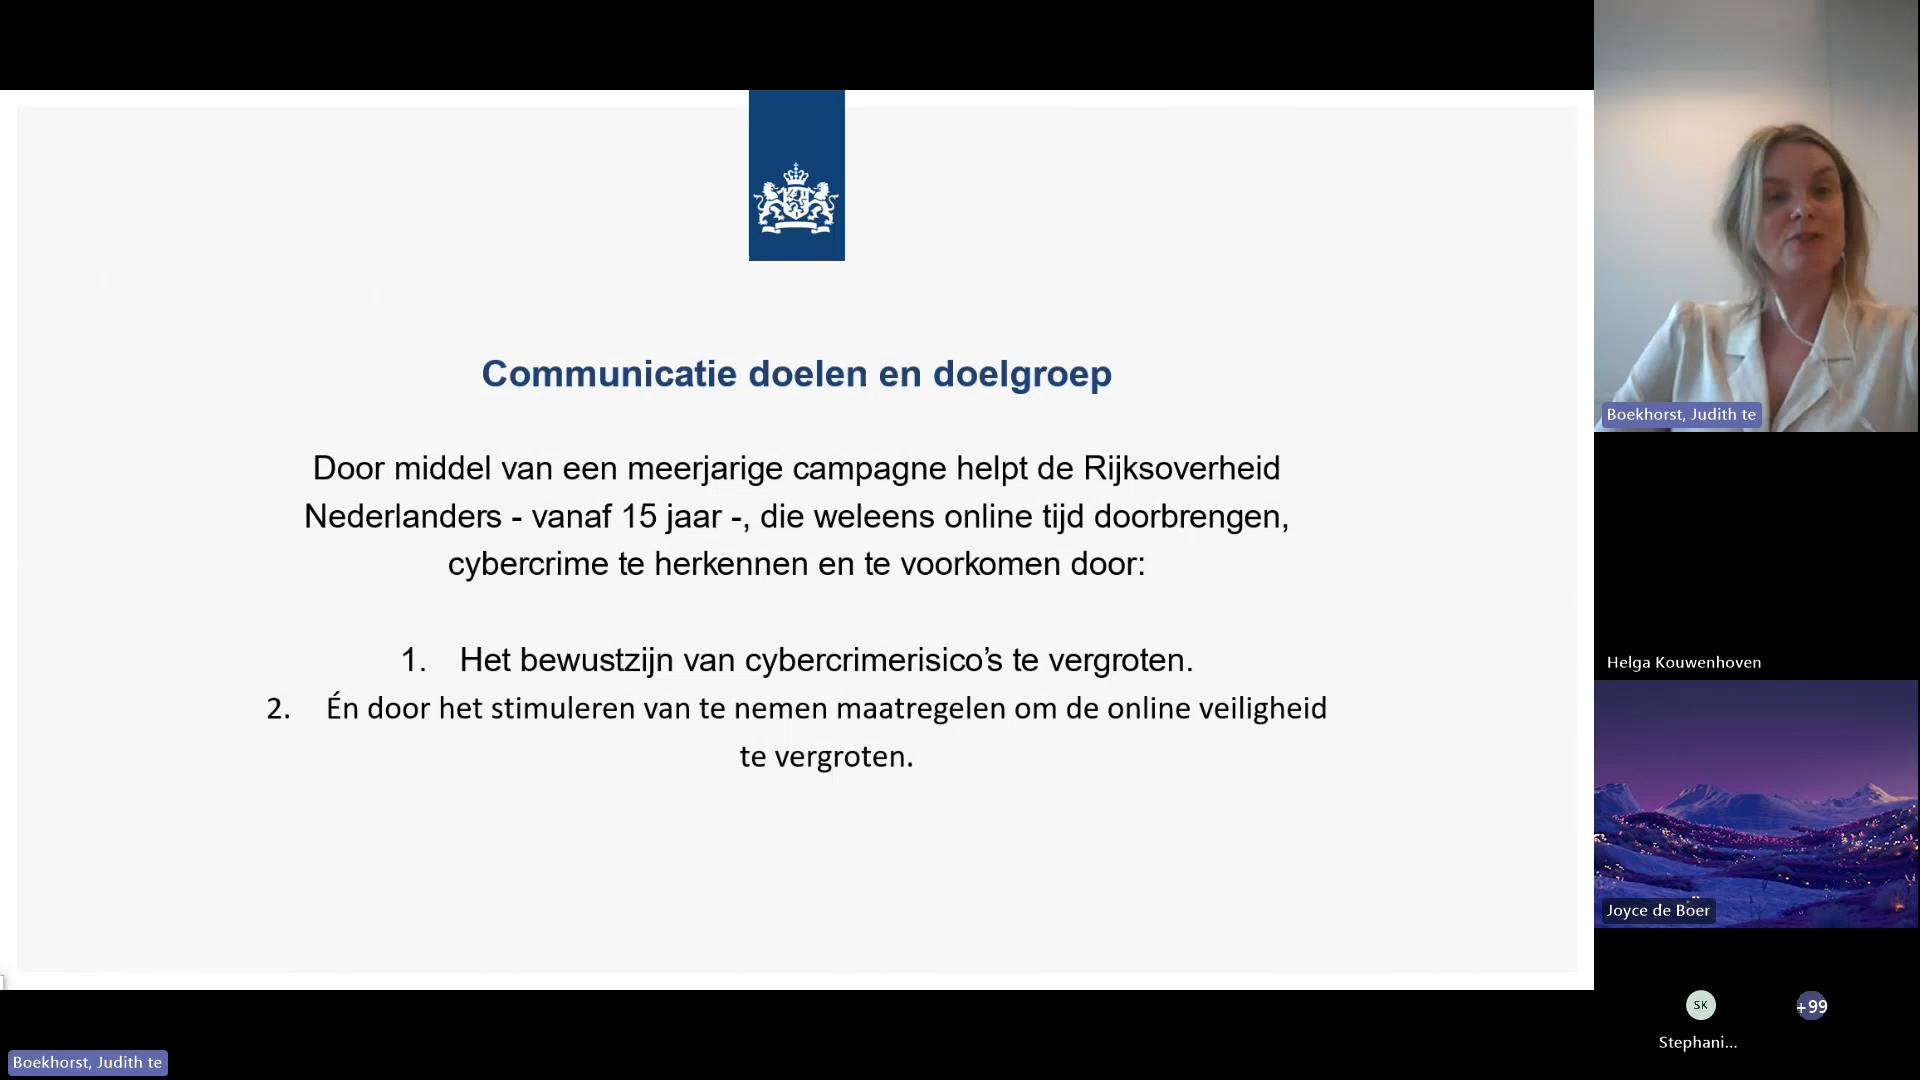 Communicatie doelen en doelgroep
Door middel van een meerjarige campagne helpt de Rijksoverheid
Nederlanders - vanaf 15 jaar -, die weleens online tijd doorbrengen,
cybercrime te herkennen en te voorkomen door:
1. Het bewustzijn van cybercrimerisico’s te vergroten.
2. Én door het stimuleren van te nemen maatregelen om de online veiligheid
te vergroten.
Boekhorst, Judith te
Helga Kouwenhoven
Joyce de Boer
SK
+99
Stephani...
Boekhorst, Judith te